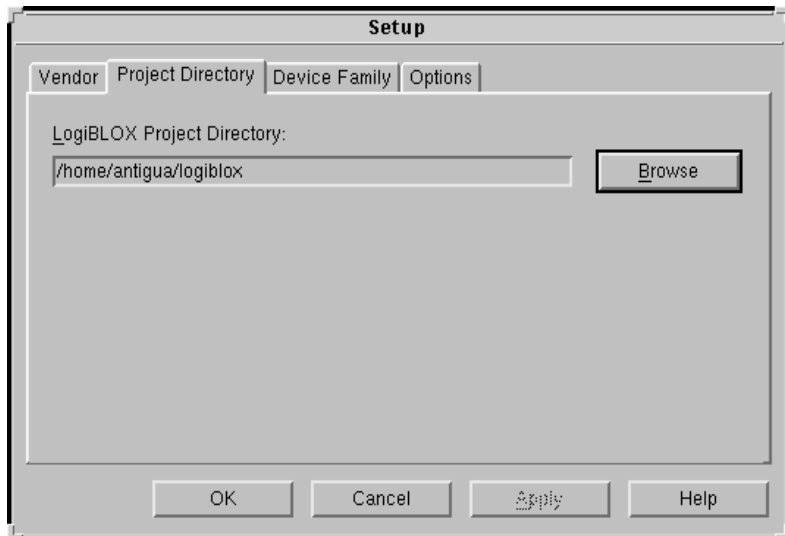 Setup
Vendor Project Directory Device Family Options
LogiBLOX Project Directory:
/home/antigua/logiblox Browse
OK Cancel Apply Help